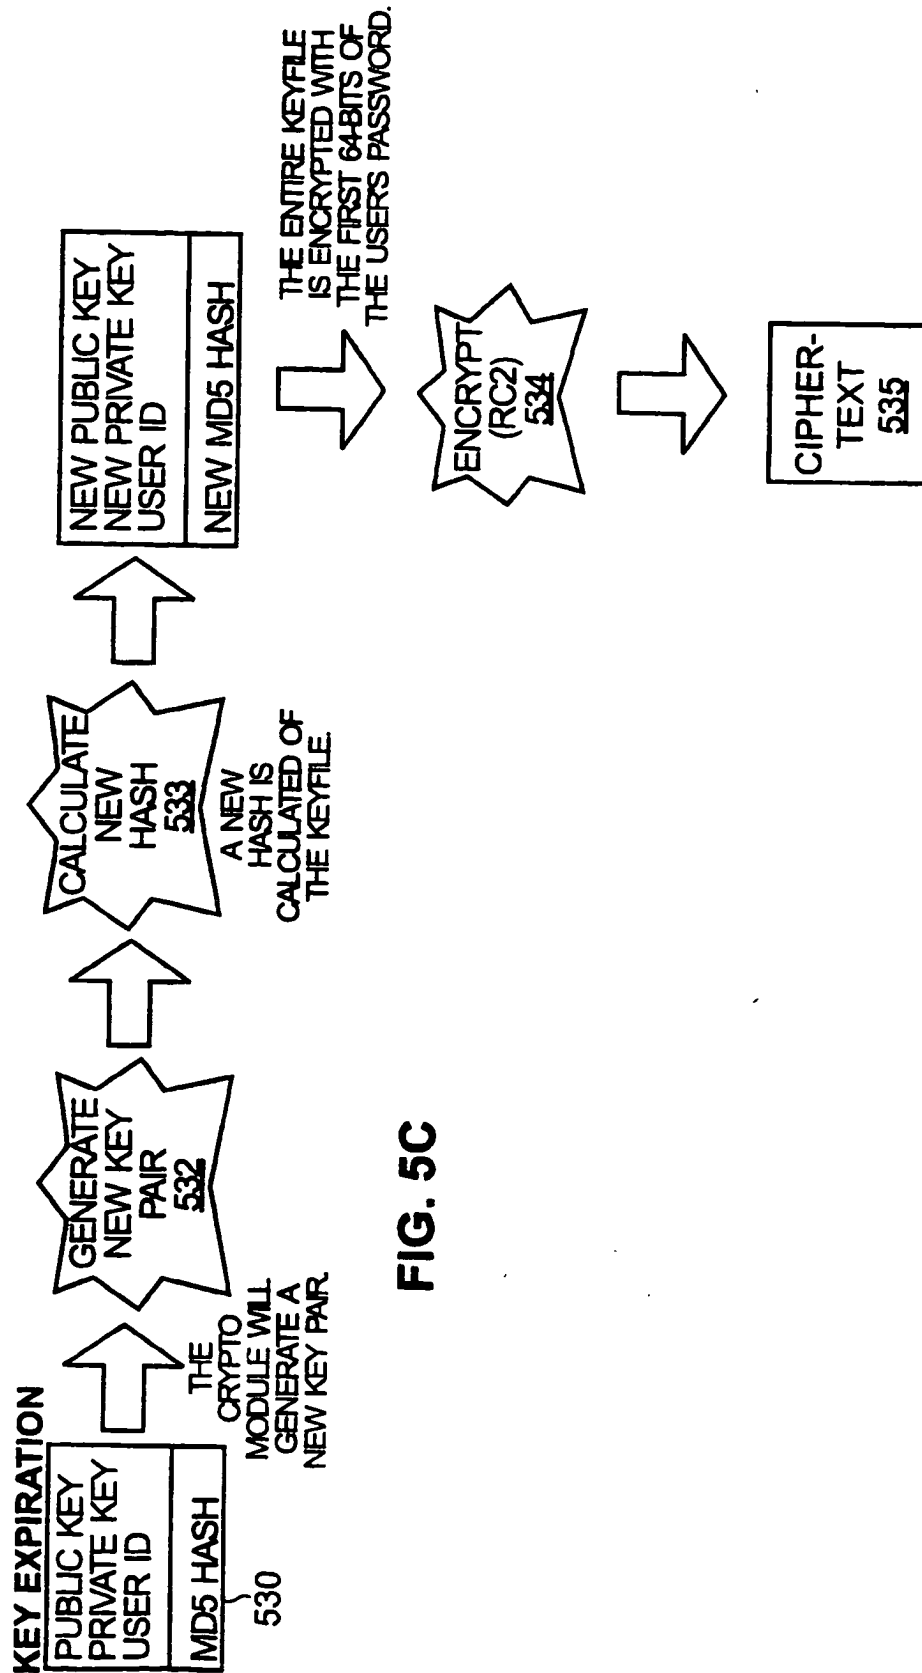 KEY EXPIRATION
PUBLIC KEY
PRIVATE KEY
USER ID
MD5 HASH
530
THE
CRYPTO
MODULE WILL
GENERATE A
NEW KEY PAIR.
GENERATE
NEW KEY
PAIR
532
CALCULATE
NEW
HASH
533
A NEW
HASH IS
CALCULATED OF
THE KEYFILE.
NEW PUBLIC KEY
NEW PRIVATE KEY
USER ID
NEW MD5 HASH
THE ENTIRE KEYFILE
IS ENCRYPTED WITH
THE FIRST 64-BITS OF
THE USER'S PASSWORD.
ENCRYPT
(RC2)
534
CIPHER-
TEXT
535
FIG. 5C